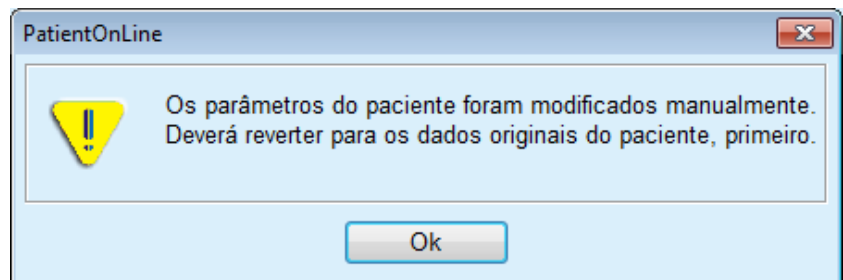 PatientOnLine
Os parâmetros do paciente foram modificados manualmente.
Deverá reverter para os dados originais do paciente, primeiro.
Ok